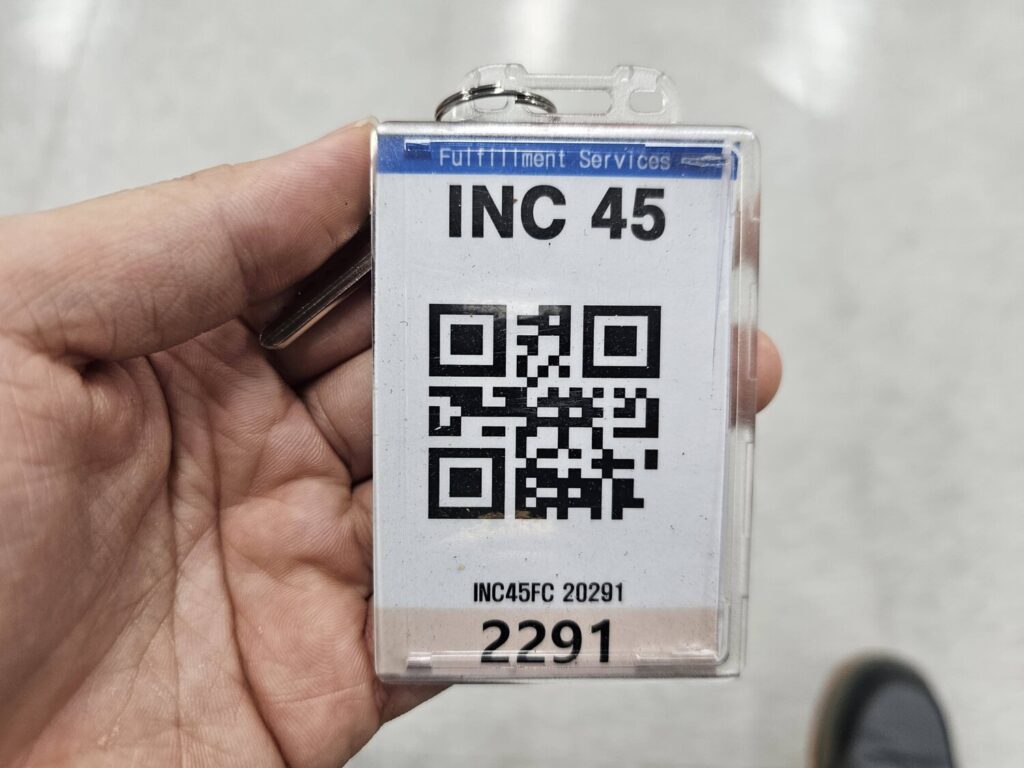 Fulfillment Services
INC 45
INC45FC 20291
2291